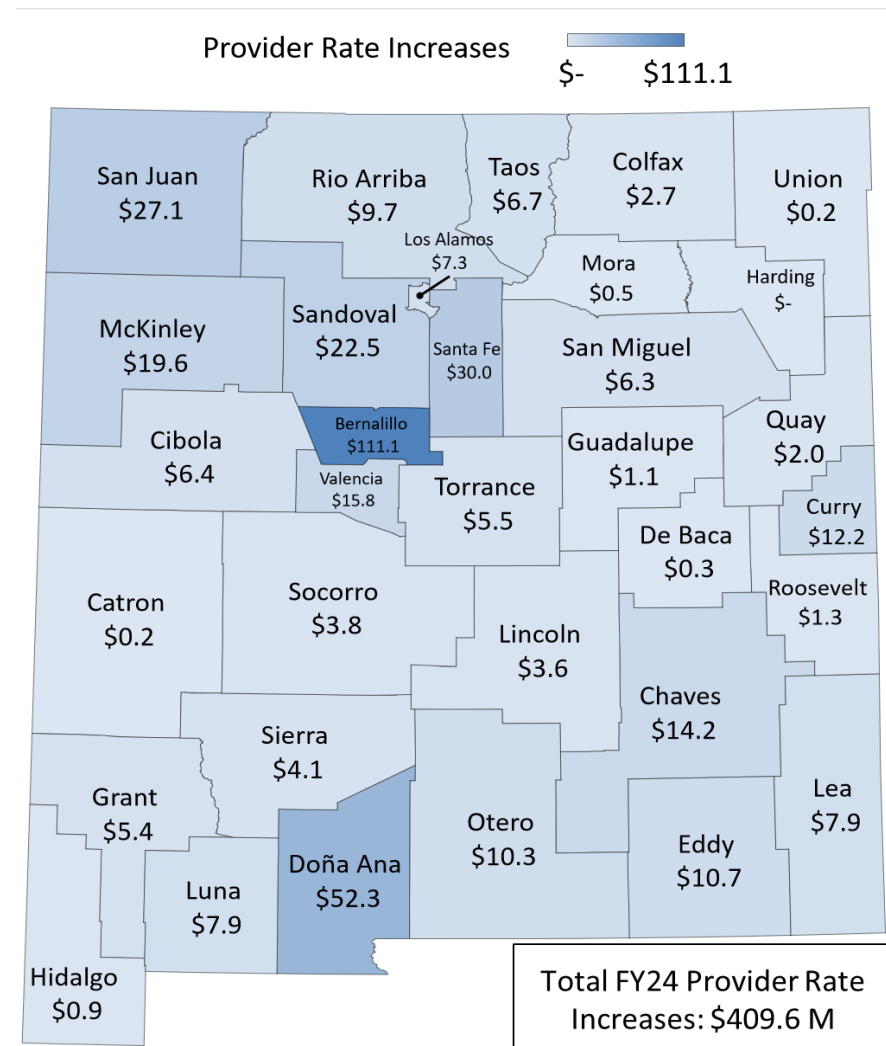 Provider Rate Increases
$- $111.1
San Juan
$27.1
Rio Arriba
$9.7
Taos
$6.7
Colfax
$2.7
Union
$0.2
Los Alamos
$7.3
Mora
$0.5
Harding
$-
McKinley
$19.6
Sandoval
$22.5
Santa Fe
$30.0
San Miguel
$6.3
Quay
$2.0
Cibola
$6.4
Bernalillo
$111.1
Valencia
$15.8
Torrance
$5.5
Guadalupe
$1.1
Curry
$12.2
De Baca
$0.3
Roosevelt
$1.3
Catron
$0.2
Socorro
$3.8
Lincoln
$3.6
Chaves
$14.2
Sierra
$4.1
Grant
$5.4
Lea
$7.9
Otero
$10.3
Eddy
$10.7
Doña Ana
$52.3
Luna
$7.9
Hidalgo
$0.9
Total FY24 Provider Rate
Increases: $409.6 M